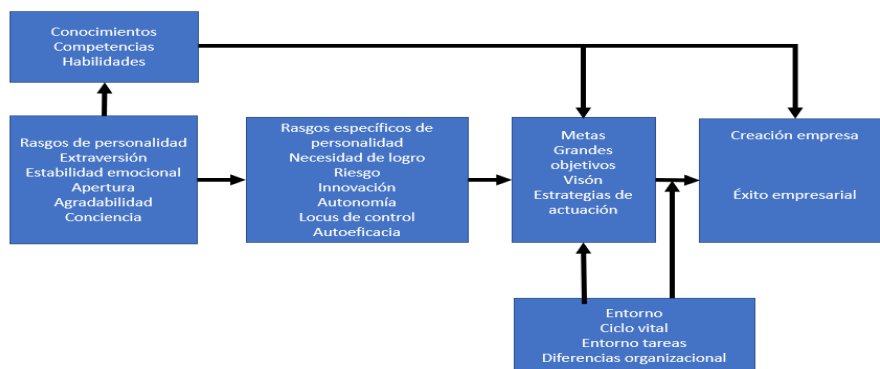 Conocimientos
Competencias
Habilidades
Rasgos de personalidad
Extraversión
Estabilidad emocional
Apertura
Agradabilidad
Conciencia
Rasgos específicos de
personalidad
Necesidad de logro
Riesgo
Innovación
Autonomía
Locus de control
Autoeficacia
Metas
Grandes
objetivos
Visón
Estrategias de
actuación
Creación empresa
Éxito empresarial
Entorno
Ciclo vital
Entorno tareas
Diferencias organizacional